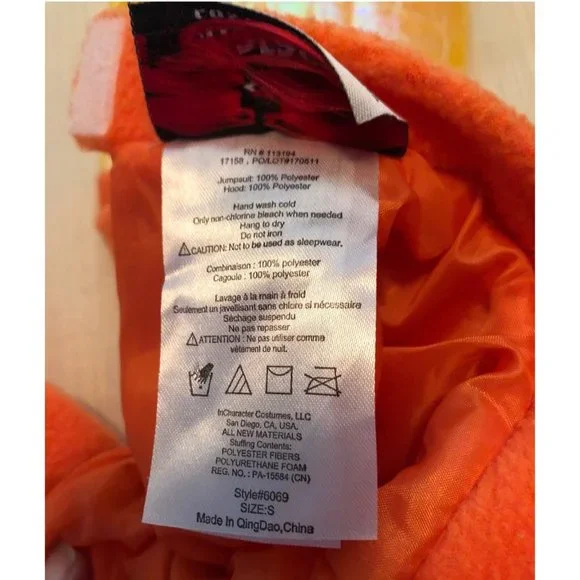 RN # 113194
17158 , PO/LOT#170511
Jumpsuit: 100% Polyester
Hood: 100% Polyester
Hand wash cold
Only non-chlorine bleach when needed
Hang to dry
Do not iron
⚠CAUTION: Not to be used as sleepwear.
Combinaison : 100% polyester
Cagoule : 100% polyester
Lavage à la main à froid
Seulement un javellisant sans chlore si nécessaire
Séchage suspendu
Ne pas repasser
⚠ATTENTION : Ne pas utiliser comme
vêtement de nuit.
InCharacter Costumes, LLC
San Diego, CA, USA.
ALL NEW MATERIALS
Stuffing Contents:
POLYESTER FIBERS
POLYURETHANE FOAM
REG. NO. : PA-15584 (CN)
Style#6069
SIZE:S
Made In QingDao,China